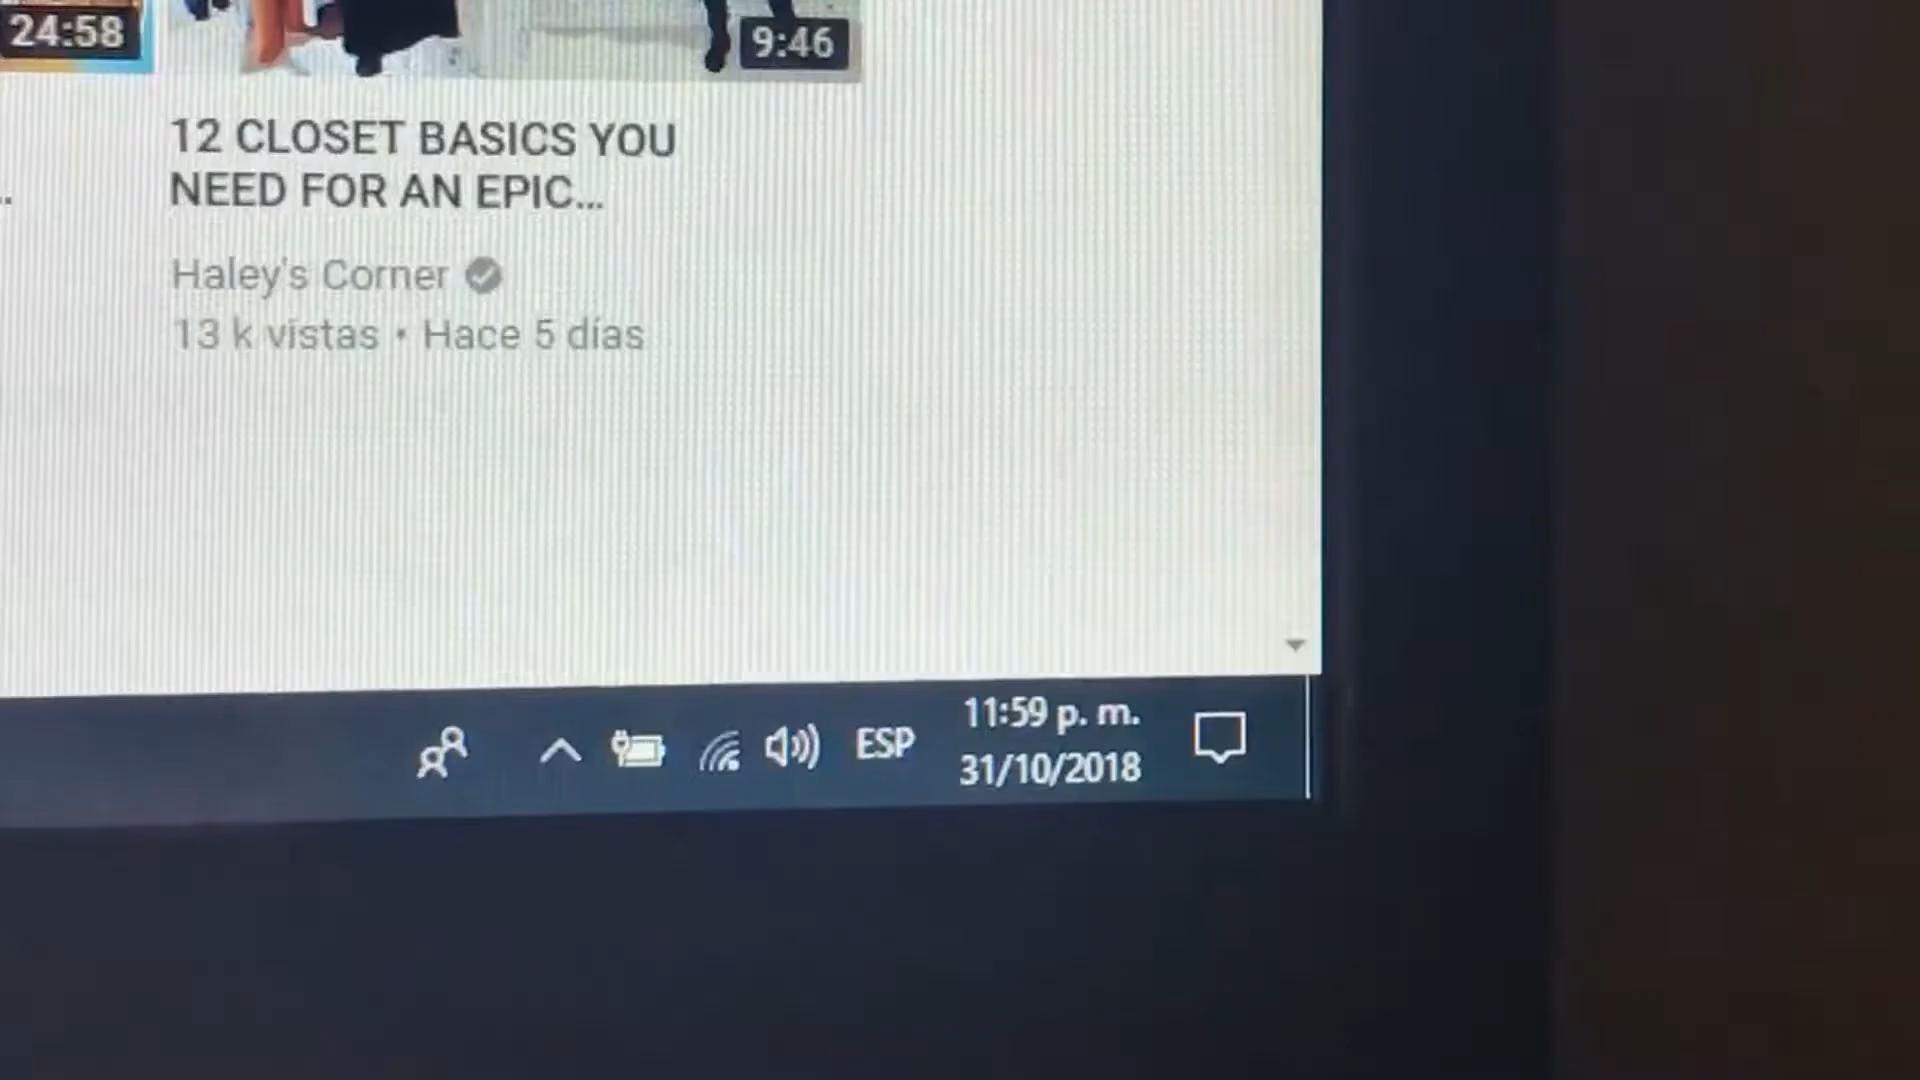 24:58
9:46
12 CLOSET BASICS YOU
NEED FOR AN EPIC...
Haley's Corner
13 k vistas • Hace 5 días
ESP
11:59 p. m.
31/10/2018